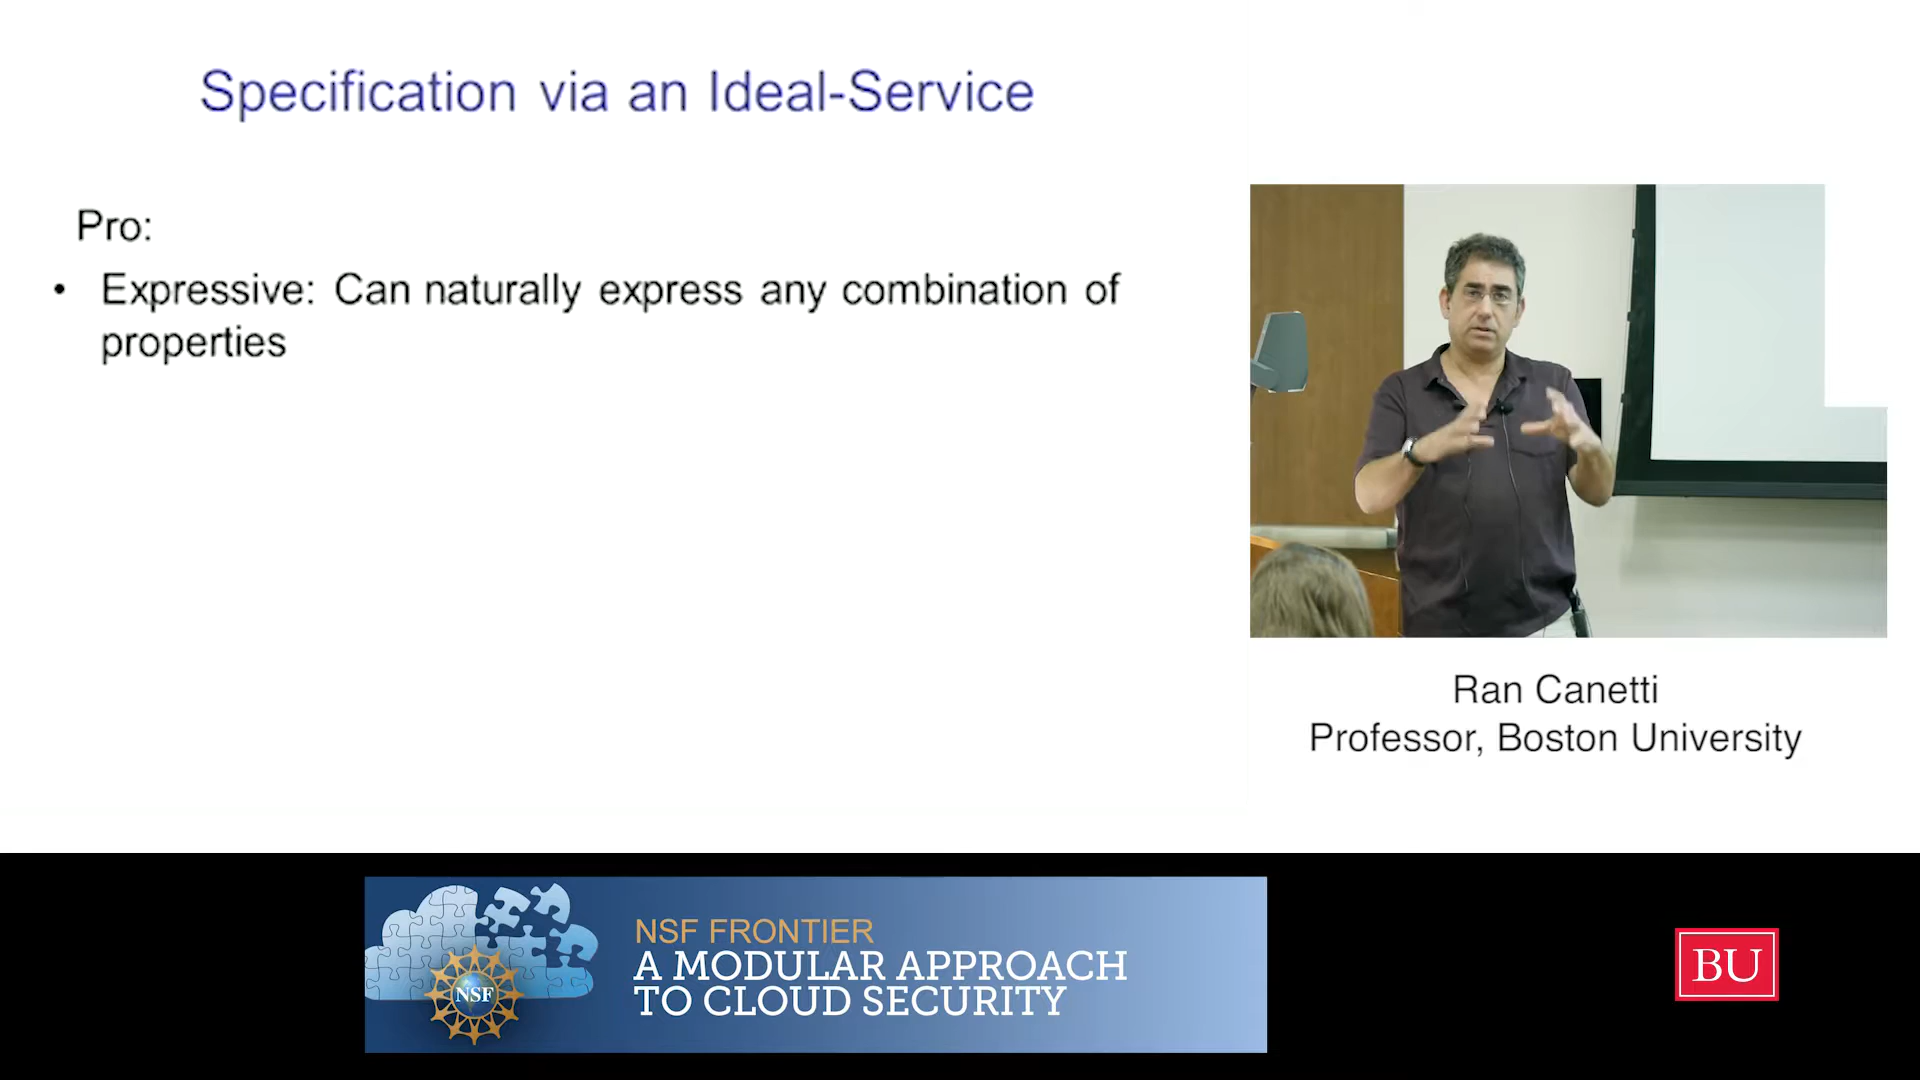 Specification via an Ideal-Service
Pro:
• Expressive: Can naturally express any combination of
properties
Ran Canetti
Professor, Boston University
NSF
NSF FRONTIER
A MODULAR APPROACH
TO CLOUD SECURITY
BU